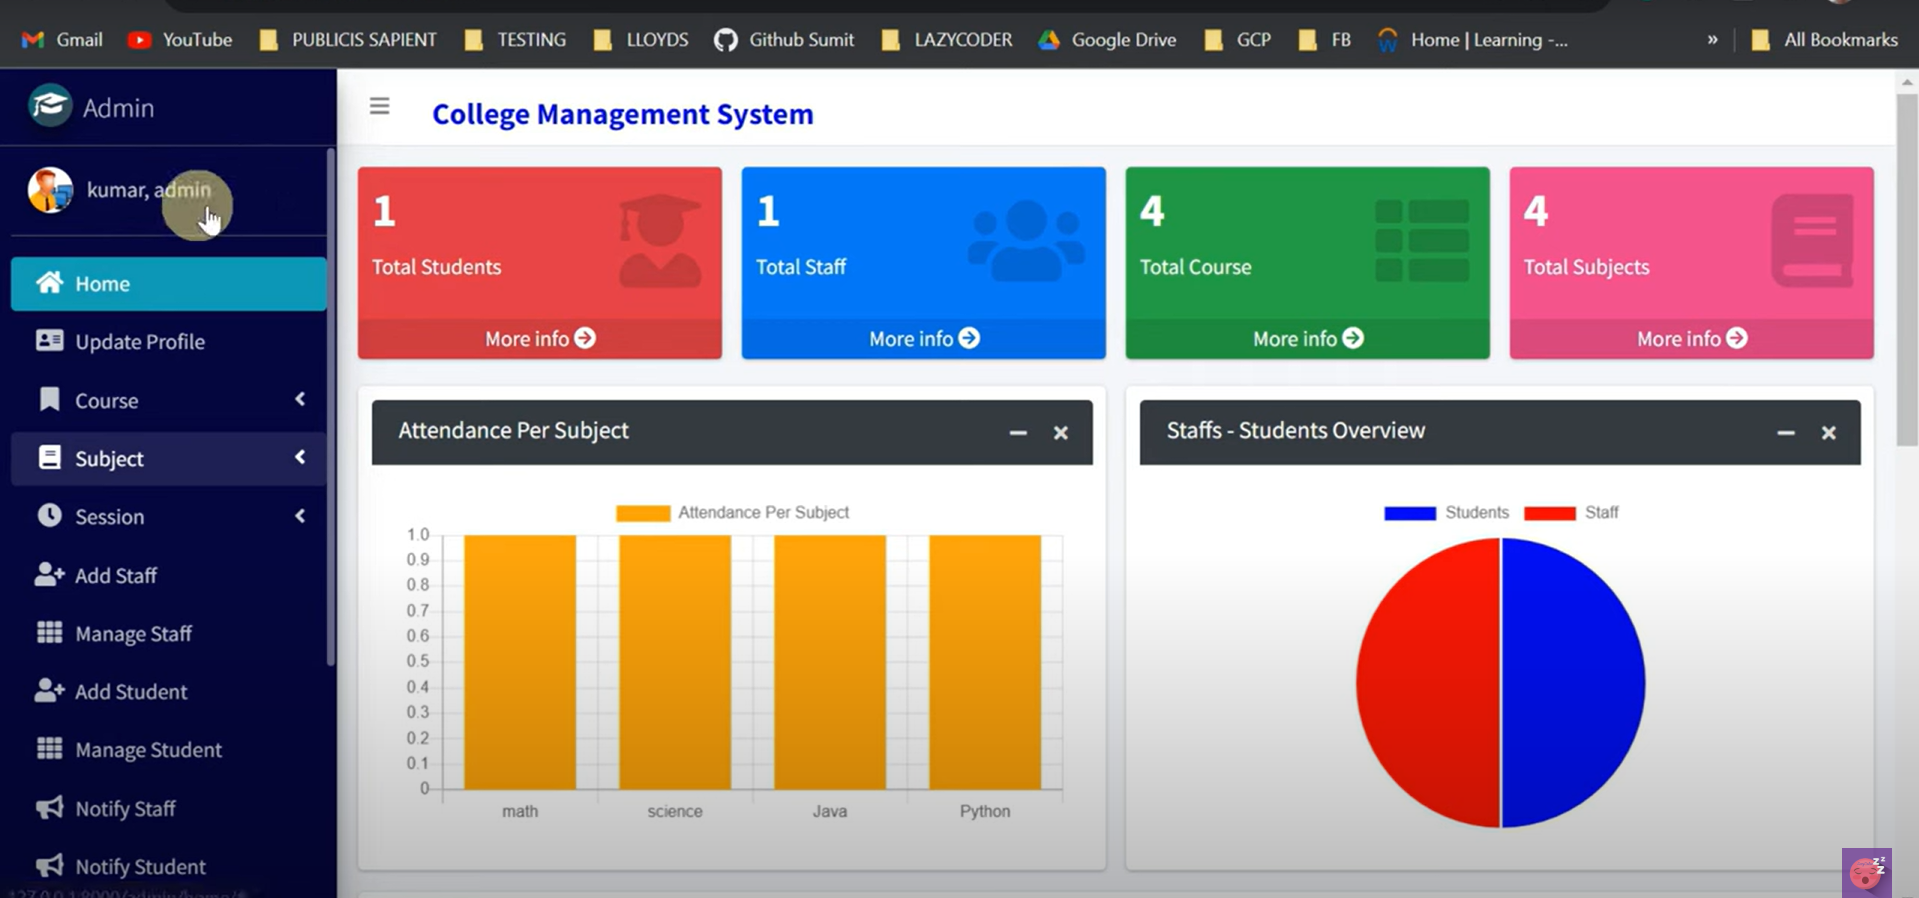 Gmail YouTube PUBLICIS SAPIENT TESTING LLOYDS Github Sumit LAZYCODER Google Drive GCP FB Home | Learning -... » All Bookmarks
Admin
kumar, admin
Home
Update Profile
Course
Subject
Session
Add Staff
Manage Staff
Add Student
Manage Student
Notify Staff
Notify Student
College Management System
1
Total Students
More info
1
Total Staff
More info
4
Total Course
More info
4
Total Subjects
More info
Attendance Per Subject
Attendance Per Subject
1.0
0.9
0.8
0.7
0.6
0.5
0.4
0.3
0.2
0.1
0
math science Java Python
Staffs - Students Overview
Students Staff
z z z